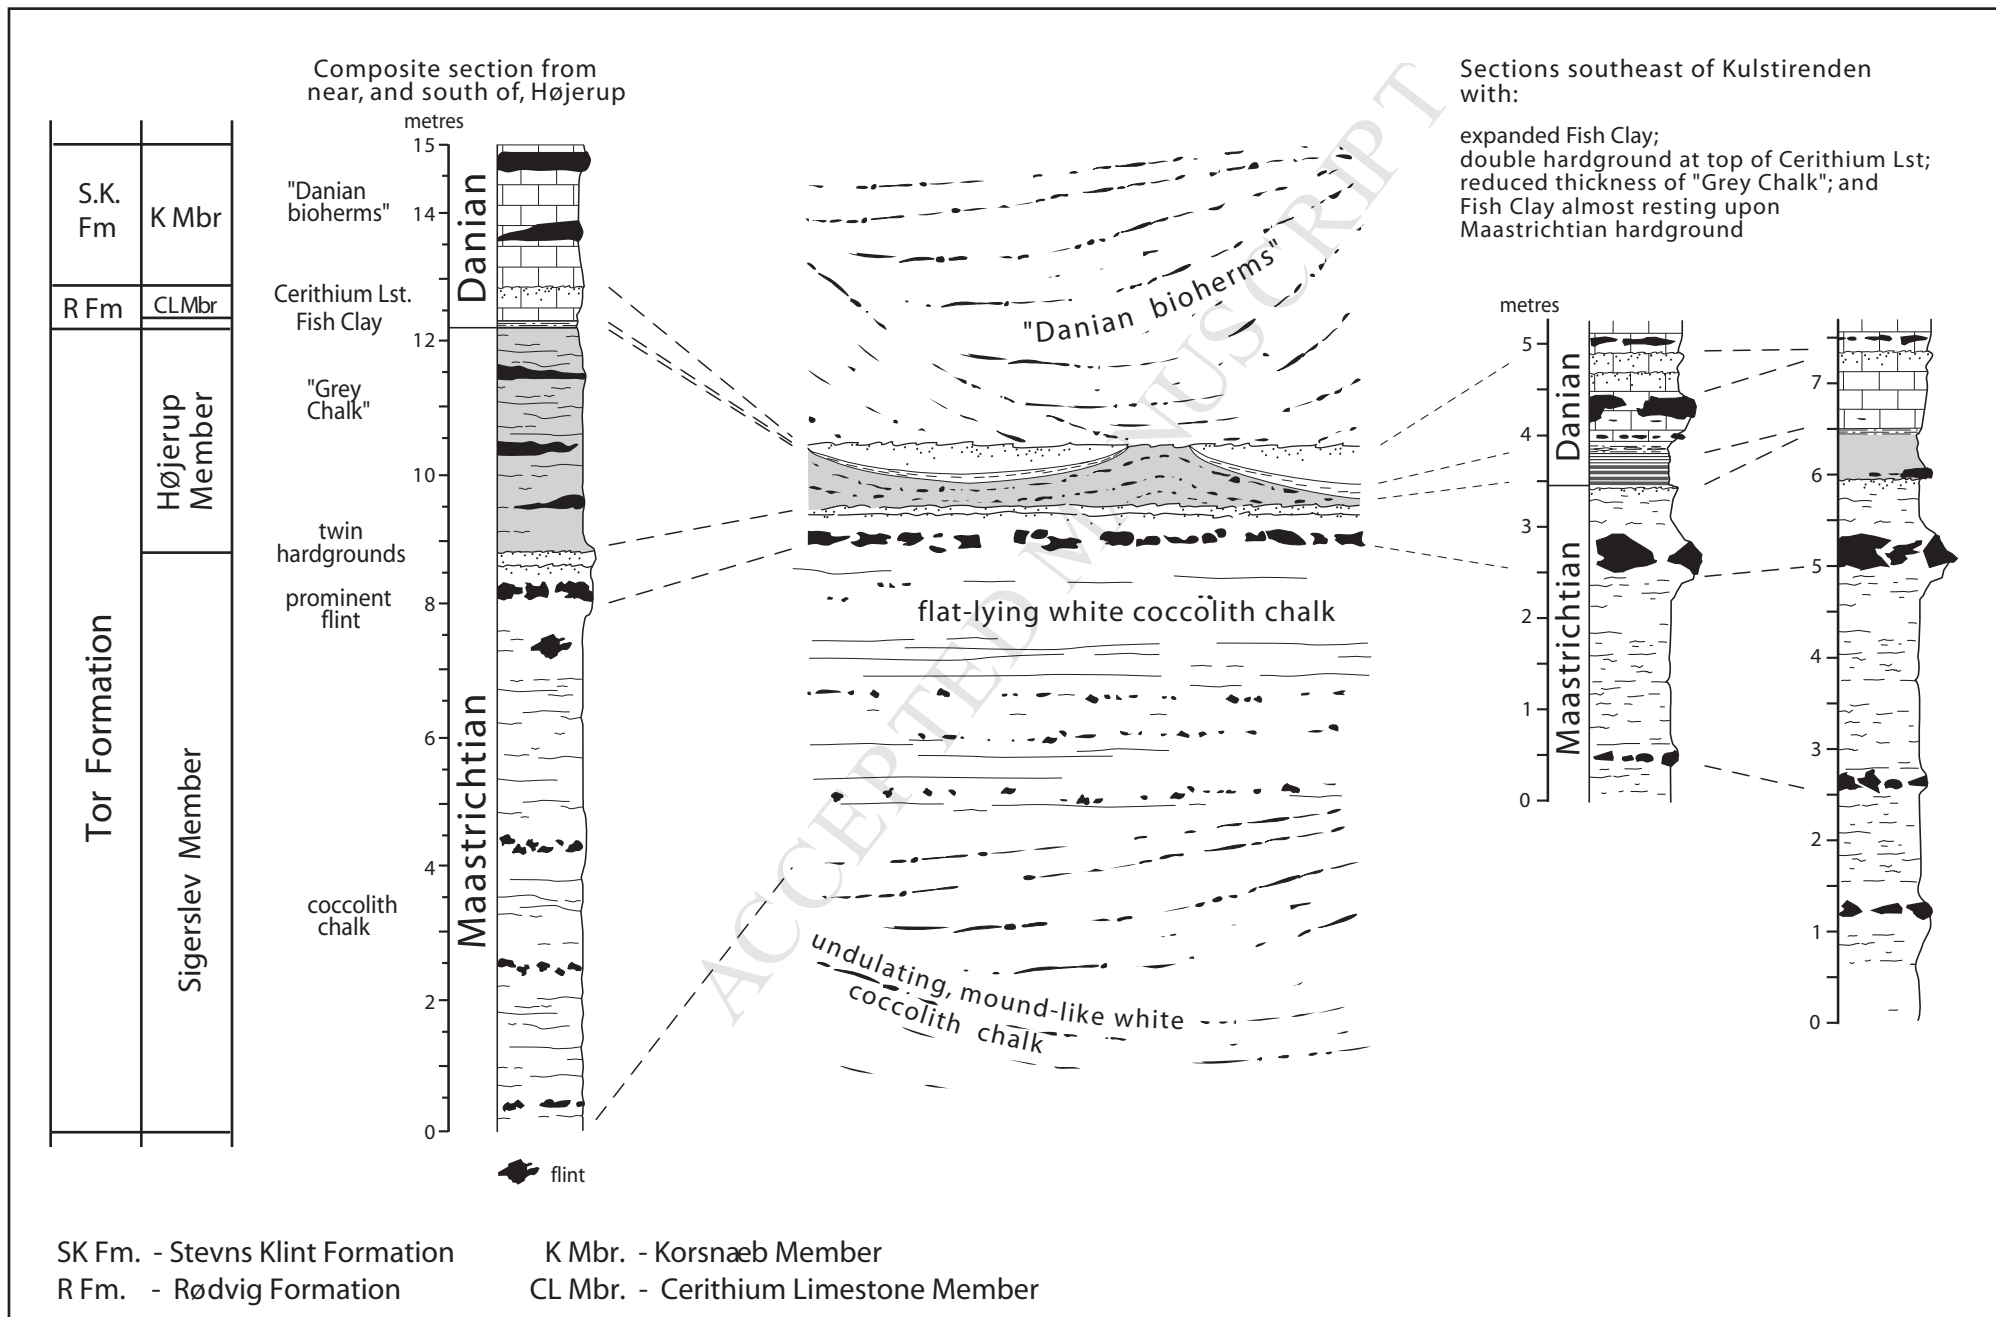 Composite section from
near, and south of, Højerup
metres
15
14
12
10
8
6
4
2
0
S.K.
Fm
K Mbr
R Fm
CL Mbr
Tor Formation
Højerup
Member
Sigerslev Member
"Danian
bioherms"
Cerithium Lst.
Fish Clay
"Grey
Chalk"
twin
hardgrounds
prominent
flint
coccolith
chalk
Danian
Maastrichtian
flint
"Danian bioherms"
flat-lying white coccolith chalk
undulating, mound-like white
coccolith chalk
ACCEPTED MANUSCRIPT
Sections southeast of Kulstirenden
with:
expanded Fish Clay;
double hardground at top of Cerithium Lst;
reduced thickness of "Grey Chalk"; and
Fish Clay almost resting upon
Maastrichtian hardground
metres
5
4
3
2
1
0
Danian
Maastrichtian
7
6
5
4
3
2
1
0
SK Fm. - Stevns Klint Formation
K Mbr. - Korsnæb Member
R Fm. - Rødvig Formation
CL Mbr. - Cerithium Limestone Member